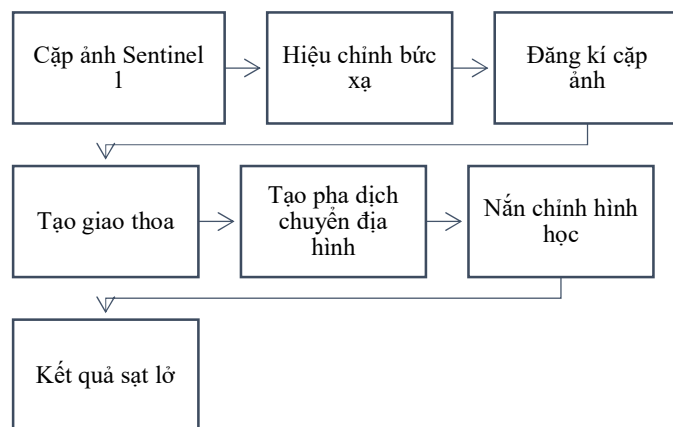 Cặp ảnh Sentinel
1
Hiệu chỉnh bức
xạ
Đăng kí cặp
ảnh
Tạo giao thoa
Tạo pha dịch
chuyển địa
hình
Nắn chỉnh hình
học
Kết quả sạt lở